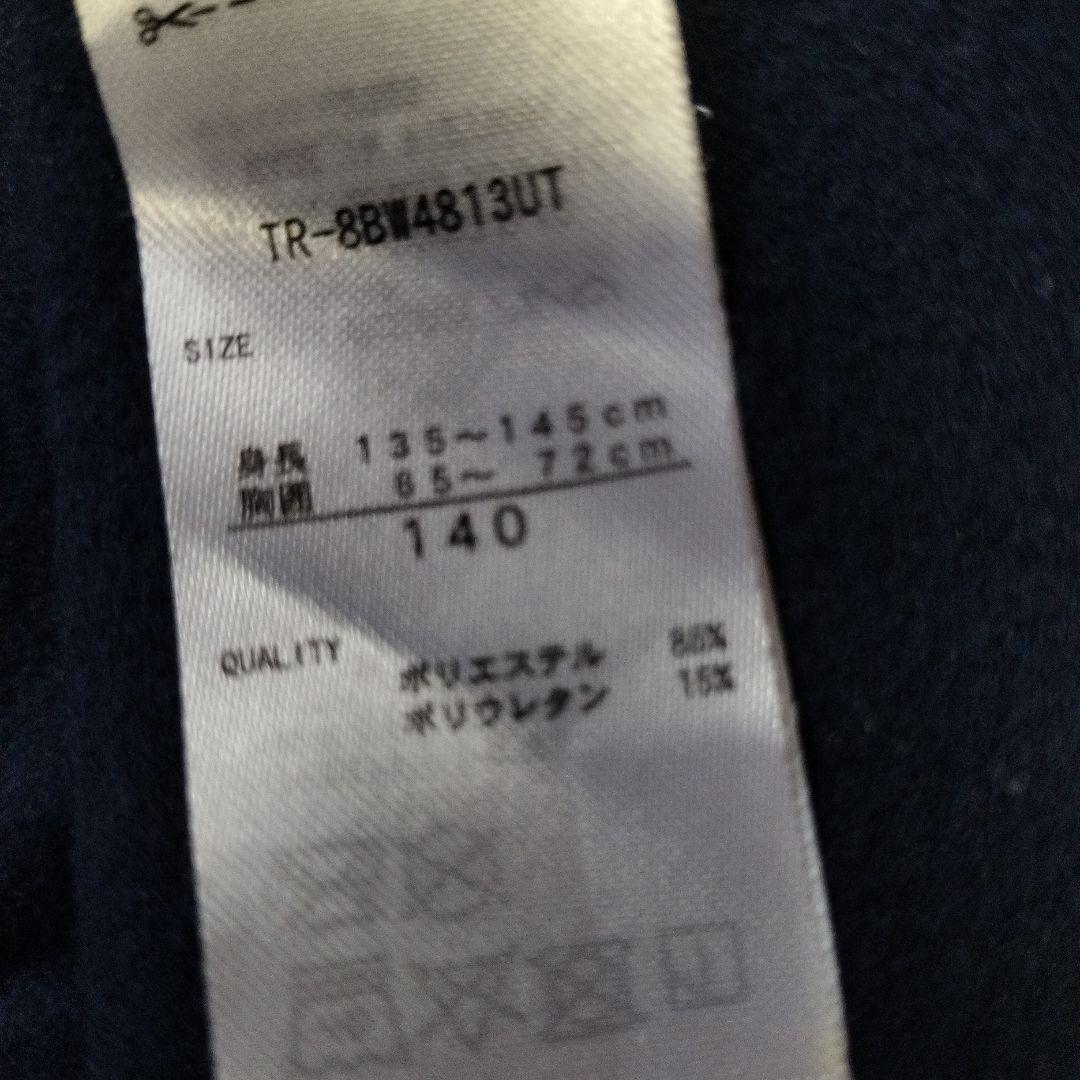 TR-8BW4813UT
SIZE
身長 135~145cm
胸囲 65~ 72cm
140
QUALITY
ポリエステル 85%
ポリウレタン 15%